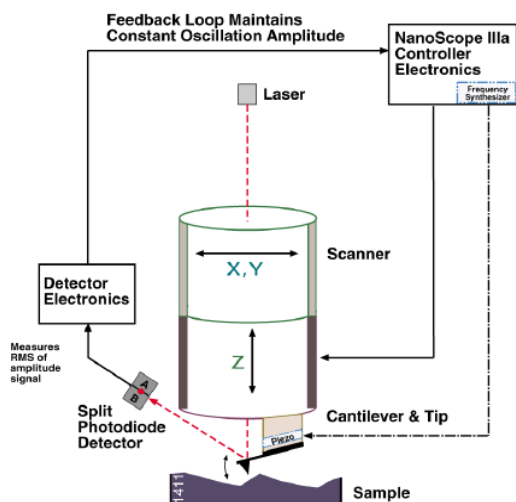 Feedback Loop Maintains
Constant Oscillation Amplitude
NanoScope IIIa
Controller
Electronics
Frequency
Synthesizer
Laser
X,Y
Scanner
Detector
Electronics
Z
Measures
RMS of
amplitude
signal
A
B
Split
Photodiode
Detector
Cantilever & Tip
Piezo
1411
Sample